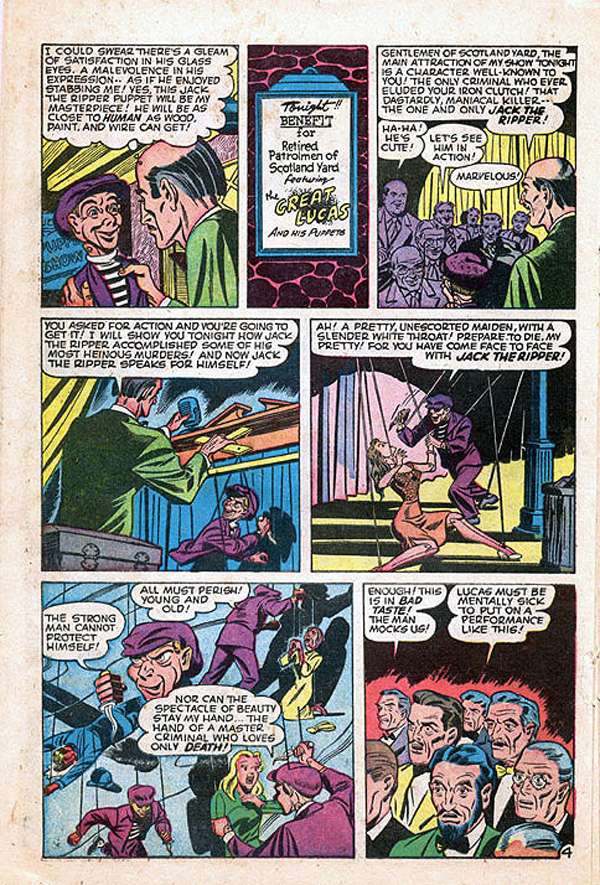 I COULD SWEAR THERE'S A GLEAM
OF SATISFACTION IN HIS GLASS
EYES. A MALEVOLENCE IN HIS
EXPRESSION.. AS IF HE ENJOYED
STABBING ME! YES, THIS JACK
THE RIPPER PUPPET WILL BE MY
MASTERPIECE! HE WILL BE AS
CLOSE TO HUMAN AS WOOD,
PAINT, AND WIRE CAN GET!
SHOW
Tonight!!
BENEFIT
for
Retired
Patrolmen of
Scotland Yard
featuring
the GREAT
LUCAS
AND HIS PUPPETS
GENTLEMEN OF SCOTLAND YARD, THE
MAIN ATTRACTION OF MY SHOW TONIGHT
IS A CHARACTER WELL-KNOWN TO
YOU! THE ONLY CRIMINAL WHO EVER
ELUDED YOUR IRON CLUTCH! THAT
DASTARDLY, MANIACAL KILLER--
THE ONE AND ONLY JACK THE
RIPPER!
HA-HA!
HE'S
CUTE!
LET'S SEE
HIM IN
ACTION!
MARVELOUS!
YOU ASKED FOR ACTION AND YOU'RE GOING TO
GET IT! I WILL SHOW YOU TONIGHT HOW JACK
THE RIPPER ACCOMPLISHED SOME OF HIS
MOST HEINOUS MURDERS! AND NOW JACK
THE RIPPER SPEAKS FOR HIMSELF!
AH! A PRETTY, UNESCORTED MAIDEN, WITH A
SLENDER WHITE THROAT! PREPARE TO DIE, MY
PRETTY! FOR YOU HAVE COME FACE TO FACE
WITH JACK THE RIPPER!
THE STRONG
MAN CANNOT
PROTECT
HIMSELF!
ALL MUST PERISH!
YOUNG AND
OLD!
NOR CAN THE
SPECTACLE OF BEAUTY
STAY MY HAND... THE
HAND OF A MASTER
CRIMINAL WHO LOVES
ONLY DEATH!
ENOUGH! THIS
IS IN BAD
TASTE! THE
MAN
MOCKS US!
LUCAS MUST BE
MENTALLY SICK
TO PUT ON A
PERFORMANCE
LIKE THIS!
4